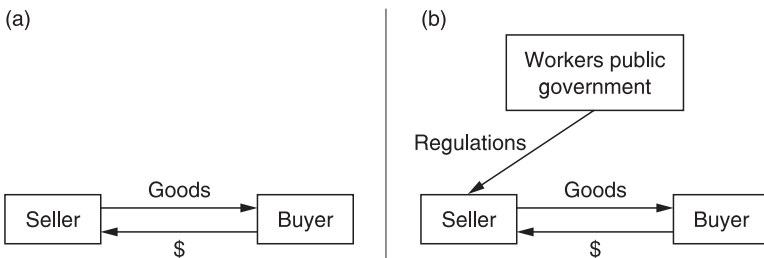 (a)
Goods
Seller
Buyer
$
(b)
Workers public
government
Regulations
Goods
Seller
Buyer
$